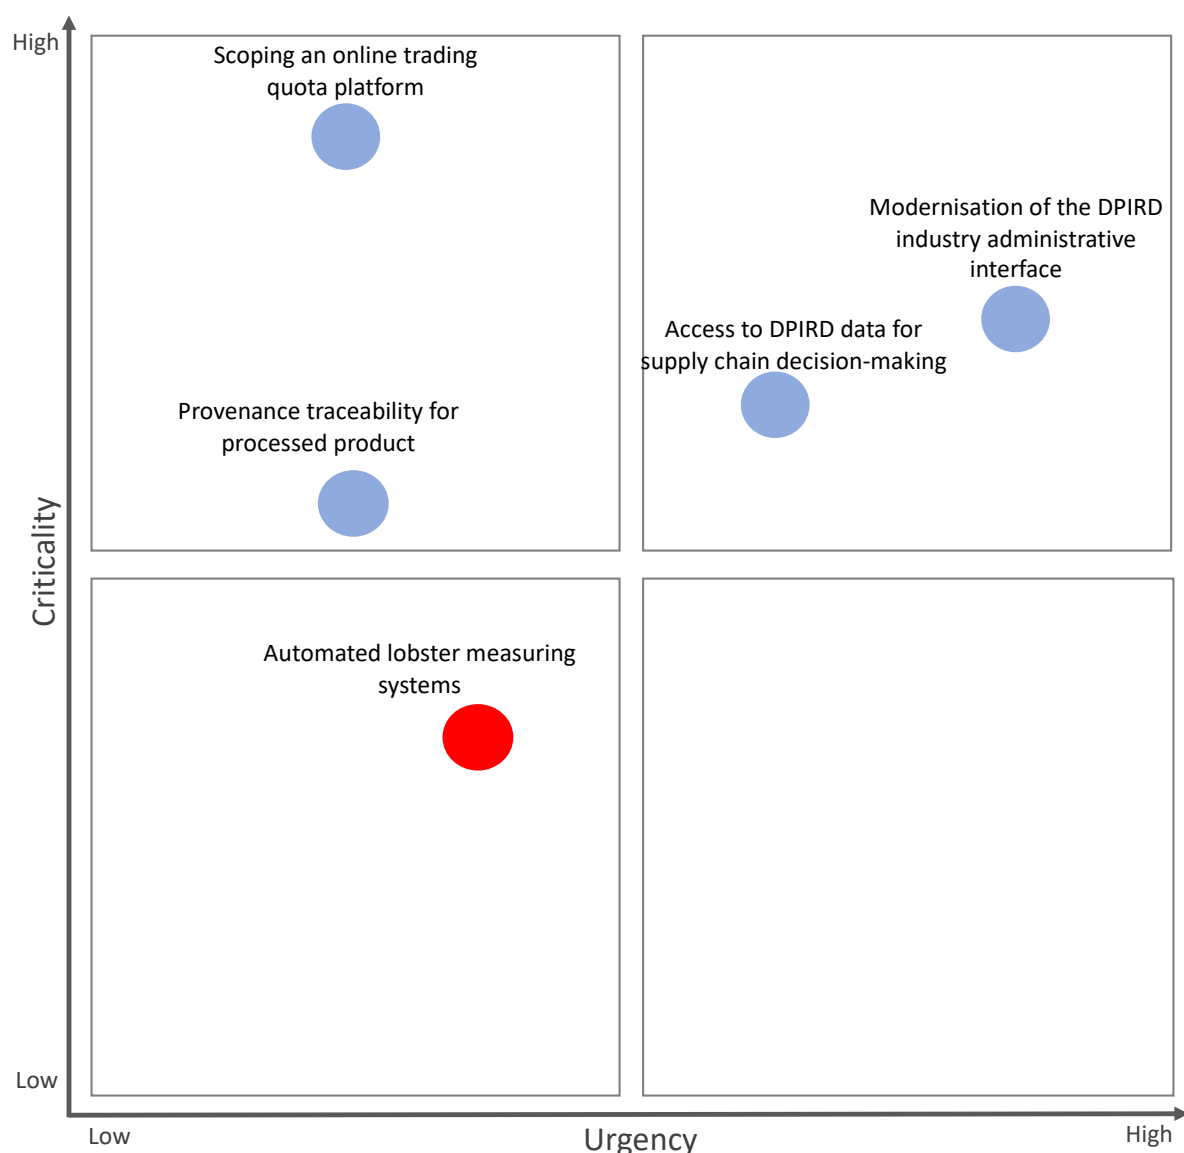 High
Scoping an online trading
quota platform
Modernisation of the DPIRD
industry administrative
interface
Access to DPIRD data for
supply chain decision-making
Provenance traceability for
processed product
Criticality
Automated lobster measuring
systems
Low
Low
Urgency
High